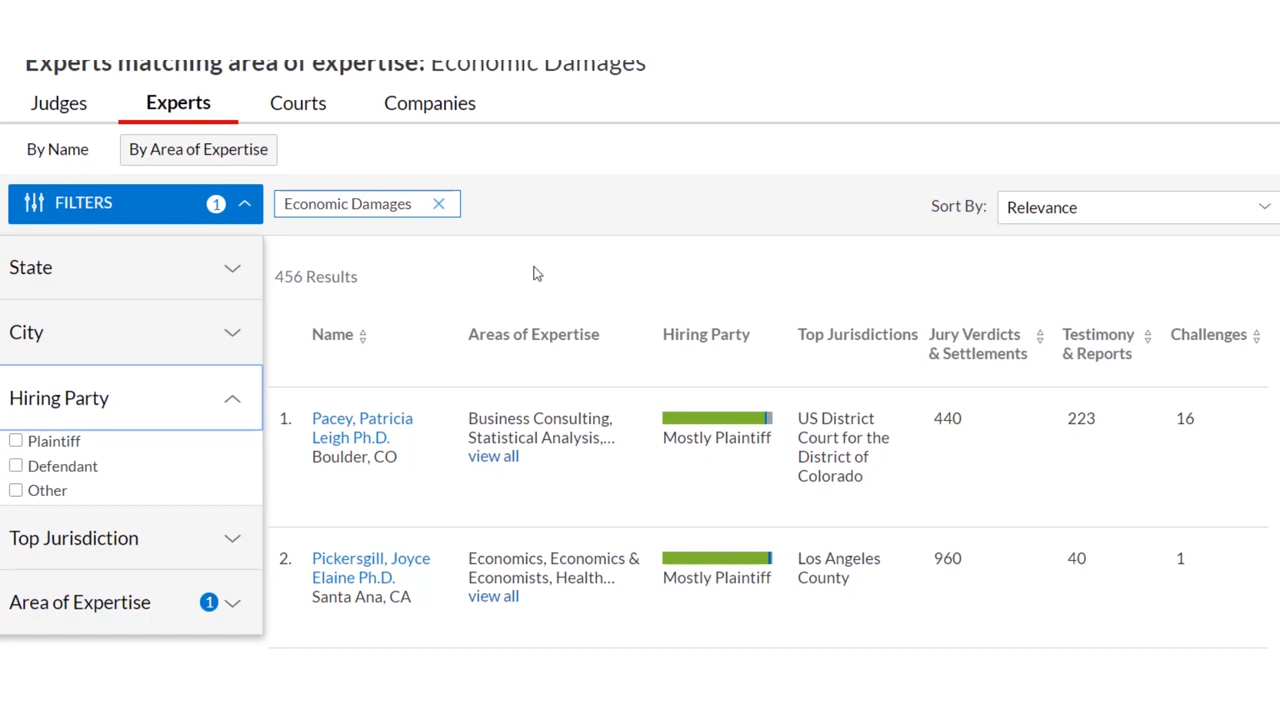 Experts matching area of expertise: Economic Damages
Judges Experts Courts Companies
By Name By Area of Expertise
FILTERS 1 Economic Damages Sort By: Relevance
State
City
Hiring Party
Plaintiff
Defendant
Other
Top Jurisdiction
Area of Expertise 1
456 Results
Name Areas of Expertise Hiring Party Top Jurisdictions Jury Verdicts Testimony Challenges
& Settlements & Reports
1. Pacey, Patricia Business Consulting, US District 440 223 16
Leigh Ph.D. Statistical Analysis,... Mostly Plaintiff Court for the
Boulder, CO view all District of
Colorado
2. Pickersgill, Joyce Economics, Economics & Los Angeles 960 40 1
Elaine Ph.D. Economists, Health... Mostly Plaintiff County
Santa Ana, CA view all